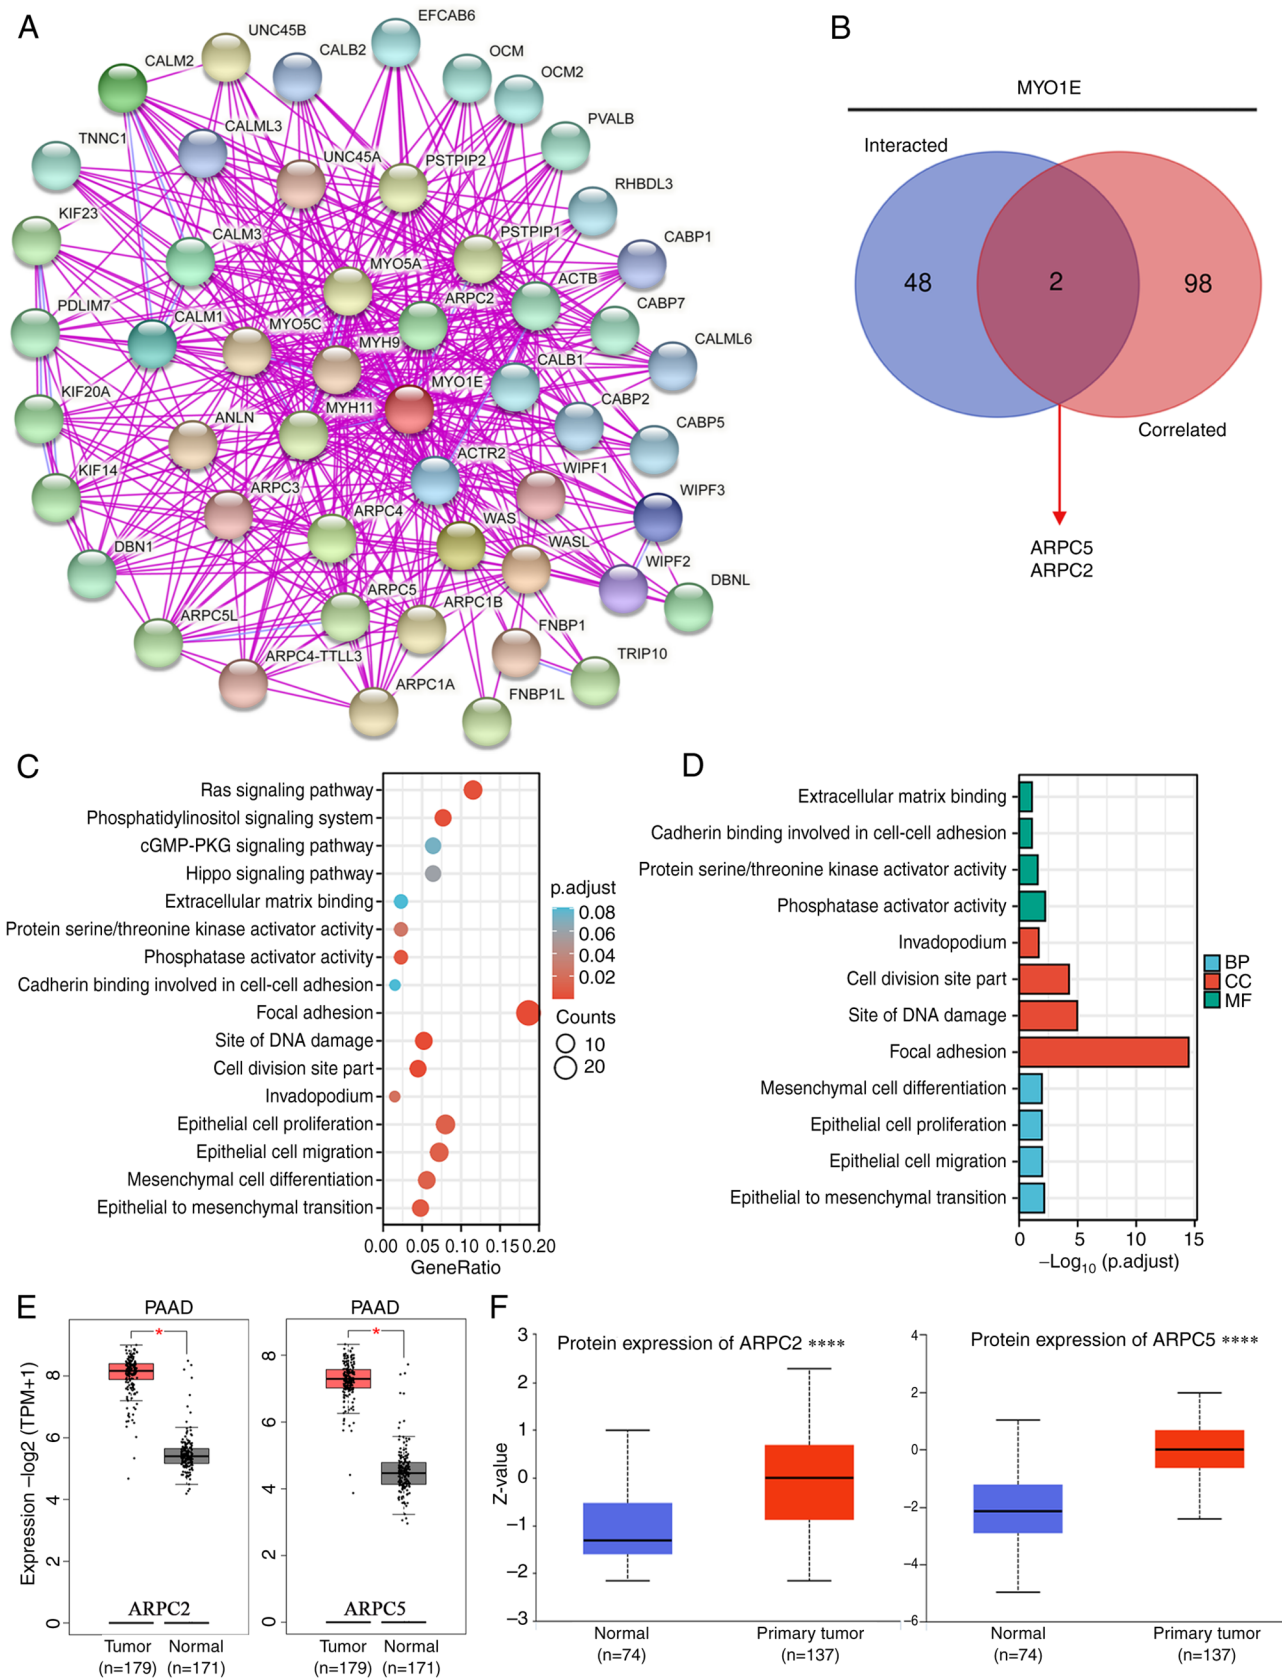 A
EFCAB6
UNC45B
CALB2
OCM
CALM2
OCM2
PVALB
TNNC1
CALML3
UNC45A
PSTPIP2
RHBDL3
KIF23
CALM3
PSTPIP1
CABP1
MYO5A
ACTB
ARPC2
CABP7
PDLIM7
CALM1
MYO5C
MYH9
CALML6
CALB1
MYO1E
KIF20A
CABP2
ANLN
MYH11
CABP5
ACTR2
KIF14
WIPF1
ARPC3
WIPF3
ARPC4
WAS
WASL
DBN1
WIPF2
DBNL
ARPC5
ARPC1B
ARPC5L
FNBP1
ARPC4-TTLL3
TRIP10
ARPC1A
FNBP1L
B
MYO1E
Interacted
48
2
98
Correlated
ARPC5
ARPC2
C
Ras signaling pathway
Phosphatidylinositol signaling system
cGMP-PKG signaling pathway
Hippo signaling pathway
Extracellular matrix binding
Protein serine/threonine kinase activator activity
Phosphatase activator activity
Cadherin binding involved in cell-cell adhesion
Focal adhesion
Site of DNA damage
Cell division site part
Invadopodium
Epithelial cell proliferation
Epithelial cell migration
Mesenchymal cell differentiation
Epithelial to mesenchymal transition
0.00 0.05 0.10 0.15 0.20
GeneRatio
p.adjust
0.08
0.06
0.04
0.02
Counts
10
20
D
Extracellular matrix binding
Cadherin binding involved in cell-cell adhesion
Protein serine/threonine kinase activator activity
Phosphatase activator activity
Invadopodium
Cell division site part
Site of DNA damage
Focal adhesion
Mesenchymal cell differentiation
Epithelial cell proliferation
Epithelial cell migration
Epithelial to mesenchymal transition
0 5 10 15
–Log10 (p.adjust)
BP
CC
MF
E
PAAD
*
Expression –log2 (TPM+1)
8
6
4
2
0
ARPC2
Tumor Normal
(n=179) (n=171)
PAAD
*
8
6
4
2
0
ARPC5
Tumor Normal
(n=179) (n=171)
F
Protein expression of ARPC2 ****
Z-value
3
2
1
0
–1
–2
–3
Normal Primary tumor
(n=74) (n=137)
Protein expression of ARPC5 ****
4
2
0
–2
–4
–6
Normal Primary tumor
(n=74) (n=137)